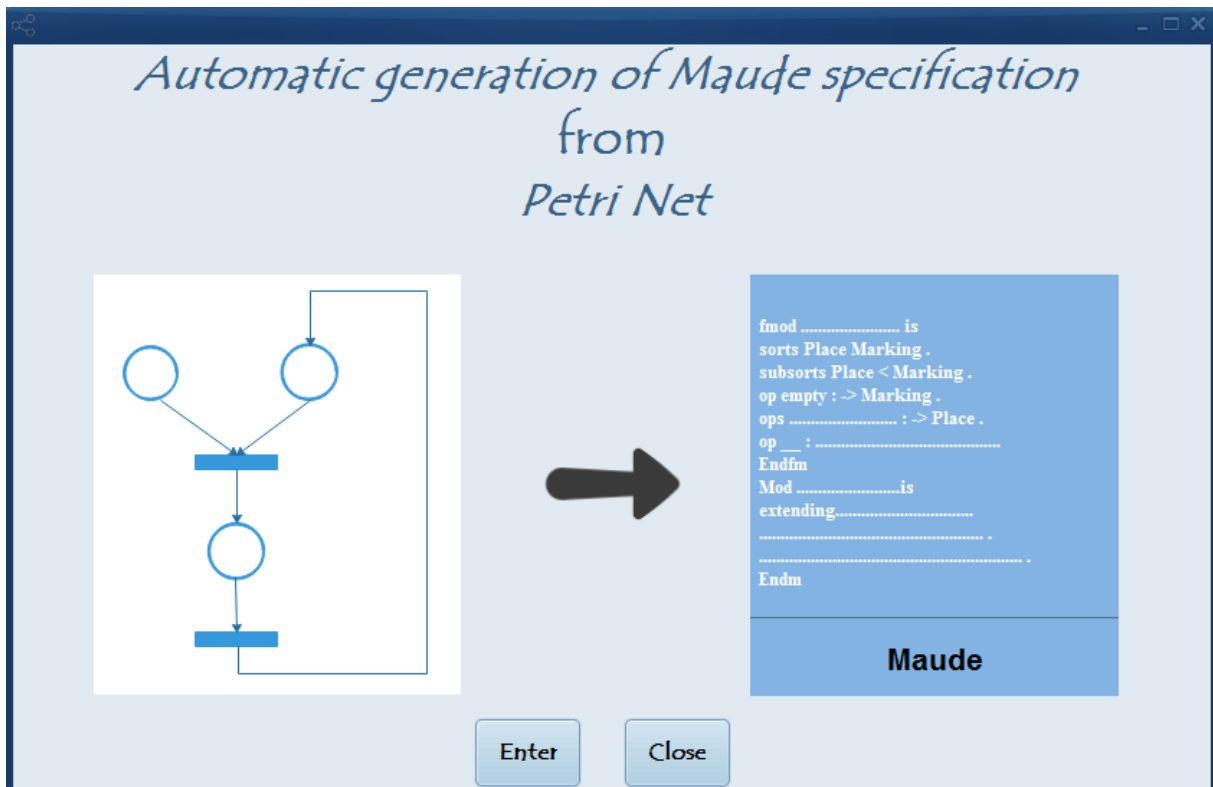 Automatic generation of Maude specification
from
Petri Net
fmod ....................... is
sorts Place Marking .
subsorts Place < Marking .
op empty : -> Marking .
ops ......................... : -> Place .
op __ : ...........................................
Endfm
Mod ........................is
extending................................
.................................................... .
............................................................. .
Endm
Maude
Enter
Close